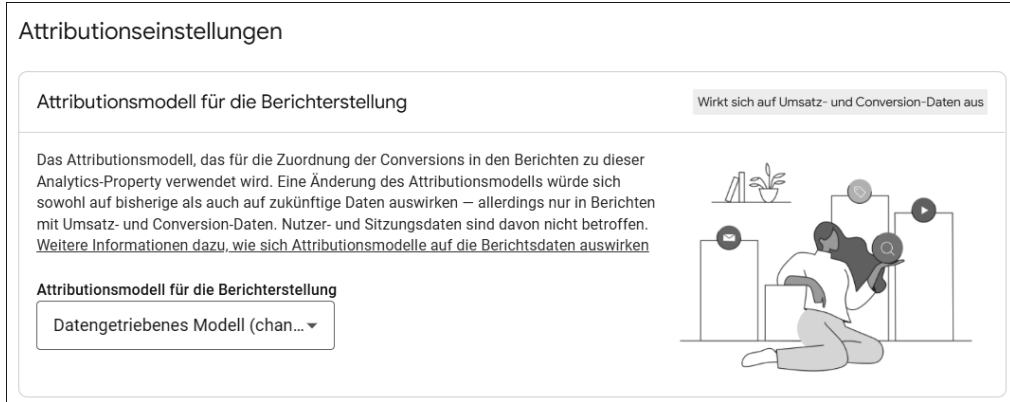 Attributionseinstellungen
Attributionsmodell für die Berichterstellung
Wirkt sich auf Umsatz- und Conversion-Daten aus
Das Attributionsmodell, das für die Zuordnung der Conversions in den Berichten zu dieser
Analytics-Property verwendet wird. Eine Änderung des Attributionsmodells würde sich
sowohl auf bisherige als auch auf zukünftige Daten auswirken — allerdings nur in Berichten
mit Umsatz- und Conversion-Daten. Nutzer- und Sitzungsdaten sind davon nicht betroffen.
Weitere Informationen dazu, wie sich Attributionsmodelle auf die Berichtsdaten auswirken
Attributionsmodell für die Berichterstellung
Datengetriebenes Modell (chan...